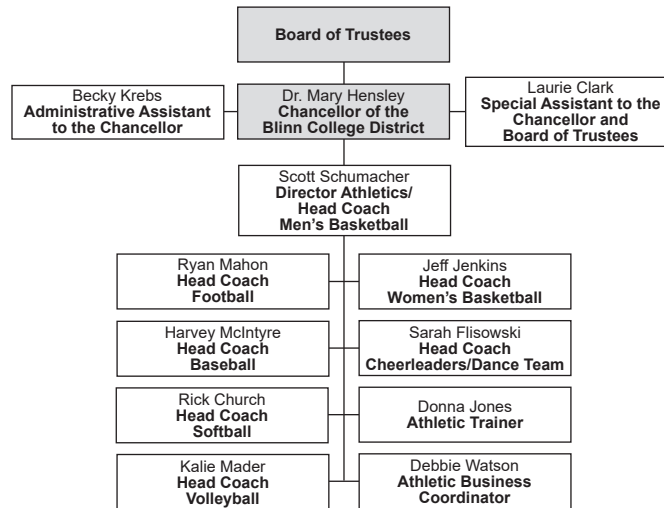 Board of Trustees
Becky Krebs
Administrative Assistant
to the Chancellor
Dr. Mary Hensley
Chancellor of the
Blinn College District
Laurie Clark
Special Assistant to the
Chancellor and
Board of Trustees
Scott Schumacher
Director Athletics/
Head Coach
Men's Basketball
Ryan Mahon
Head Coach
Football
Jeff Jenkins
Head Coach
Women's Basketball
Harvey McIntyre
Head Coach
Baseball
Sarah Flisowski
Head Coach
Cheerleaders/Dance Team
Rick Church
Head Coach
Softball
Donna Jones
Athletic Trainer
Kalie Mader
Head Coach
Volleyball
Debbie Watson
Athletic Business
Coordinator